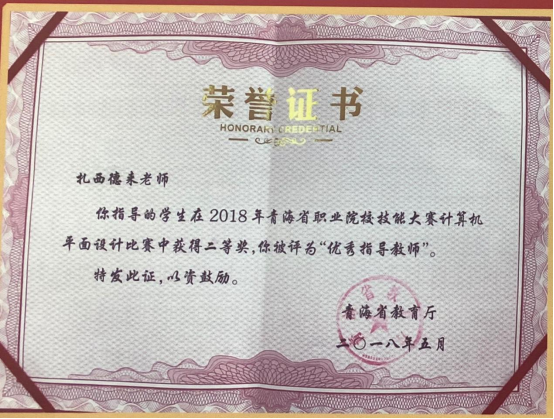 荣誉证书
HONORARY CREDENTIAL
扎西德来老师
你指导的学生在2018年青海省职业院校技能大赛计算机
平面设计比赛中获得二等奖,你被评为“优秀指导教师”。
特发此证,以资鼓励。
青海省教育厅
二〇一八年五月